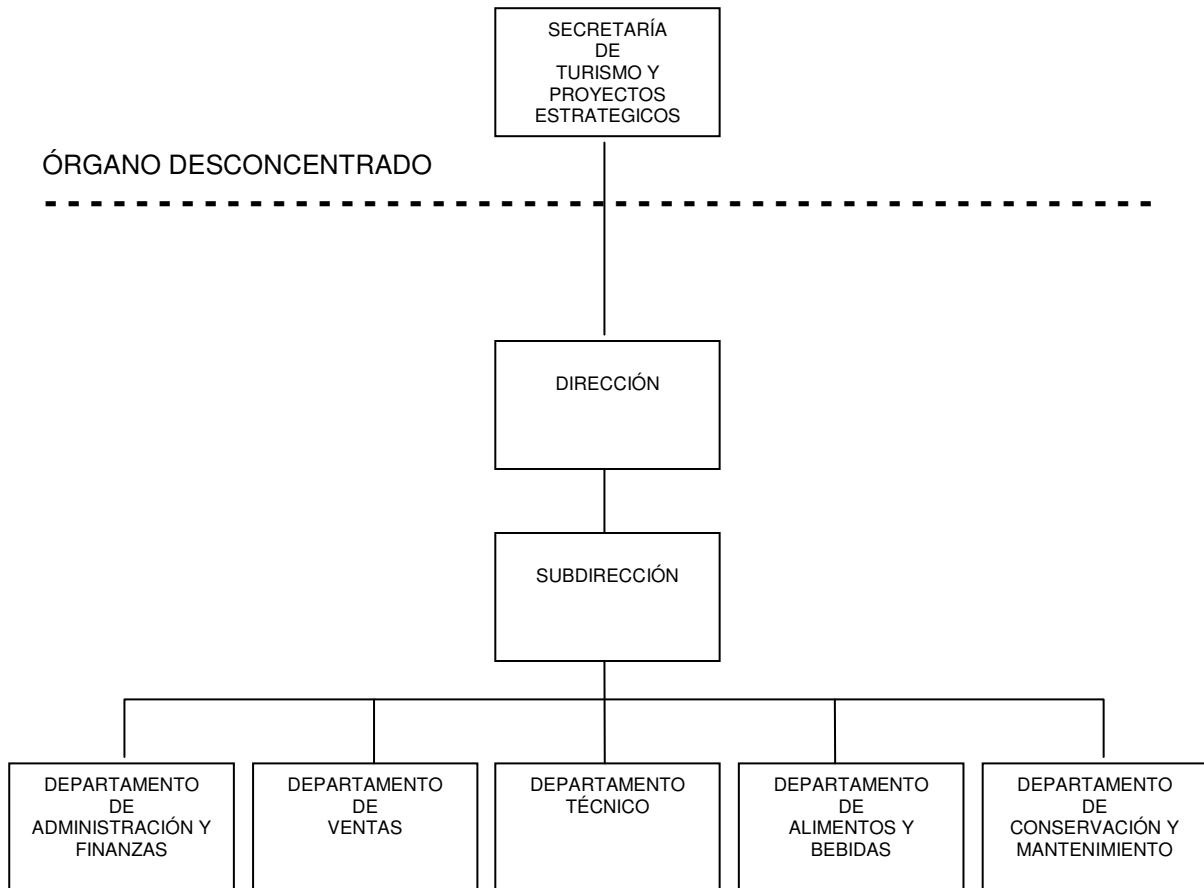 SECRETARÍA
DE
TURISMO Y
PROYECTOS
ESTRATEGICOS
ÓRGANO DESCONCENTRADO
DIRECCIÓN
SUBDIRECCIÓN
DEPARTAMENTO
DE
ADMINISTRACIÓN Y
FINANZAS
DEPARTAMENTO
DE
VENTAS
DEPARTAMENTO
TÉCNICO
DEPARTAMENTO
DE
ALIMENTOS Y
BEBIDAS
DEPARTAMENTO
DE
CONSERVACIÓN Y
MANTENIMIENTO